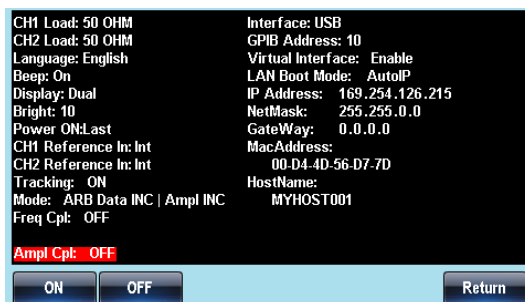 CH1 Load: 50 OHM
CH2 Load: 50 OHM
Language: English
Beep: On
Display: Dual
Bright: 10
Power ON:Last
CH1 Reference In: Int
CH2 Reference In: Int
Tracking: ON
Mode: ARB Data INC | Ampl INC
Freq Cpl: OFF
Ampl Cpl: OFF
Interface: USB
GPIB Address: 10
Virtual Interface: Enable
LAN Boot Mode: AutoIP
IP Address: 169.254.126.215
NetMask: 255.255.0.0
GateWay: 0.0.0.0
MacAddress:
00-D4-4D-56-D7-7D
HostName:
MYHOST001
ON OFF Return